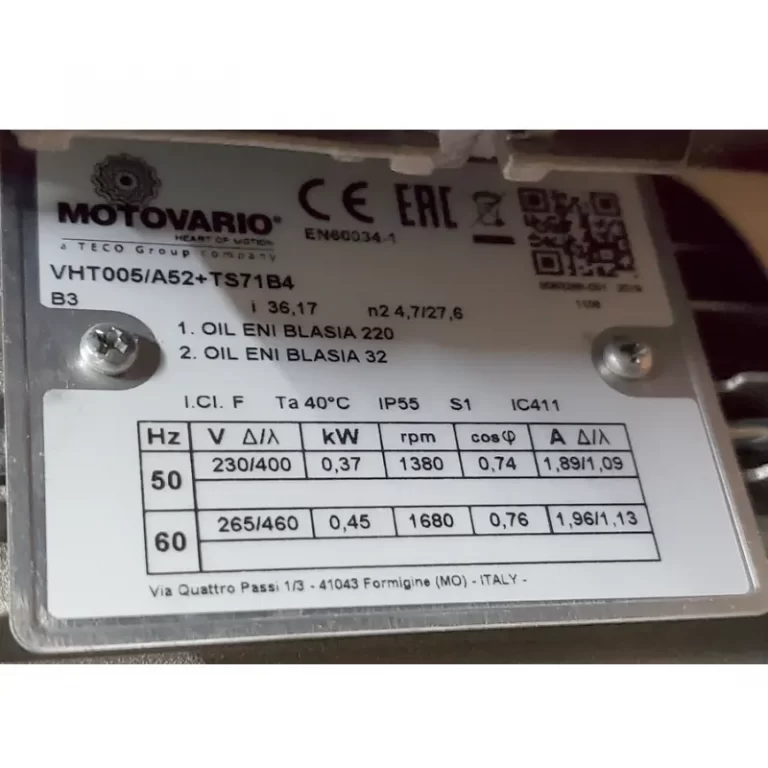 MOTOVARIO®
HEART OF MOTION
a TECO Group company
CE EAC
EN60034-1
VHT005/A52+TS71B4
B3 i 36,17 n2 4,7/27,6
2019
1. OIL ENI BLASIA 220
2. OIL ENI BLASIA 32
I.Cl. F Ta 40°C IP55 S1 IC411
Hz V Δ/λ kW rpm cosφ A Δ/λ
50 230/400 0,37 1380 0,74 1,89/1,09
60 265/460 0,45 1680 0,76 1,96/1,13
Via Quattro Passi 1/3 - 41043 Formigine (MO) - ITALY -